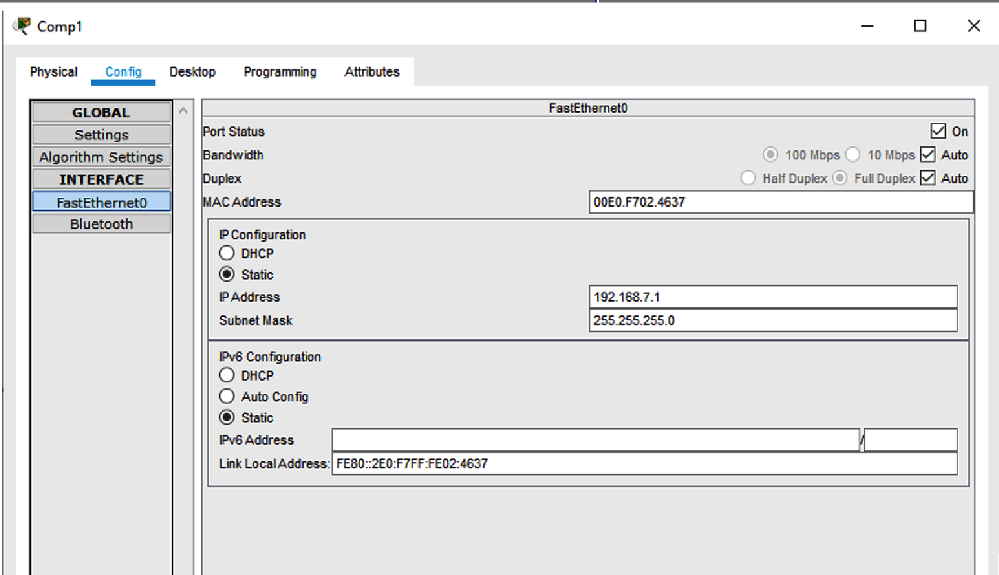 Comp1
Physical Config Desktop Programming Attributes
GLOBAL
Settings
Algorithm Settings
INTERFACE
FastEthernet0
Bluetooth
FastEthernet0
Port Status On
Bandwidth 100 Mbps 10 Mbps Auto
Duplex Half Duplex Full Duplex Auto
MAC Address 00E0.F702.4637
IP Configuration
DHCP
Static
IP Address 192.168.7.1
Subnet Mask 255.255.255.0
IPv6 Configuration
DHCP
Auto Config
Static
IPv6 Address /
Link Local Address: FE80::2E0:F7FF:FE02:4637